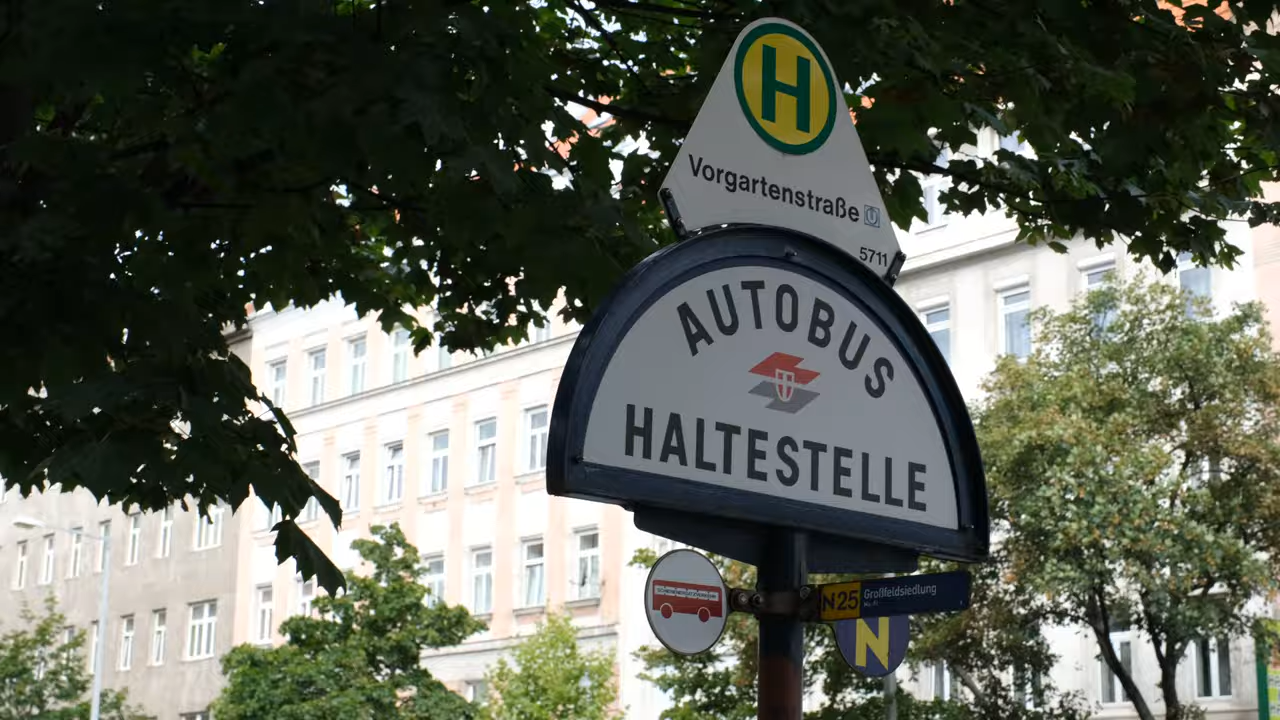 H
Vorgartenstraße U
5711
AUTOBUS
HALTESTELLE
N25 Großfeldsiedlung
N